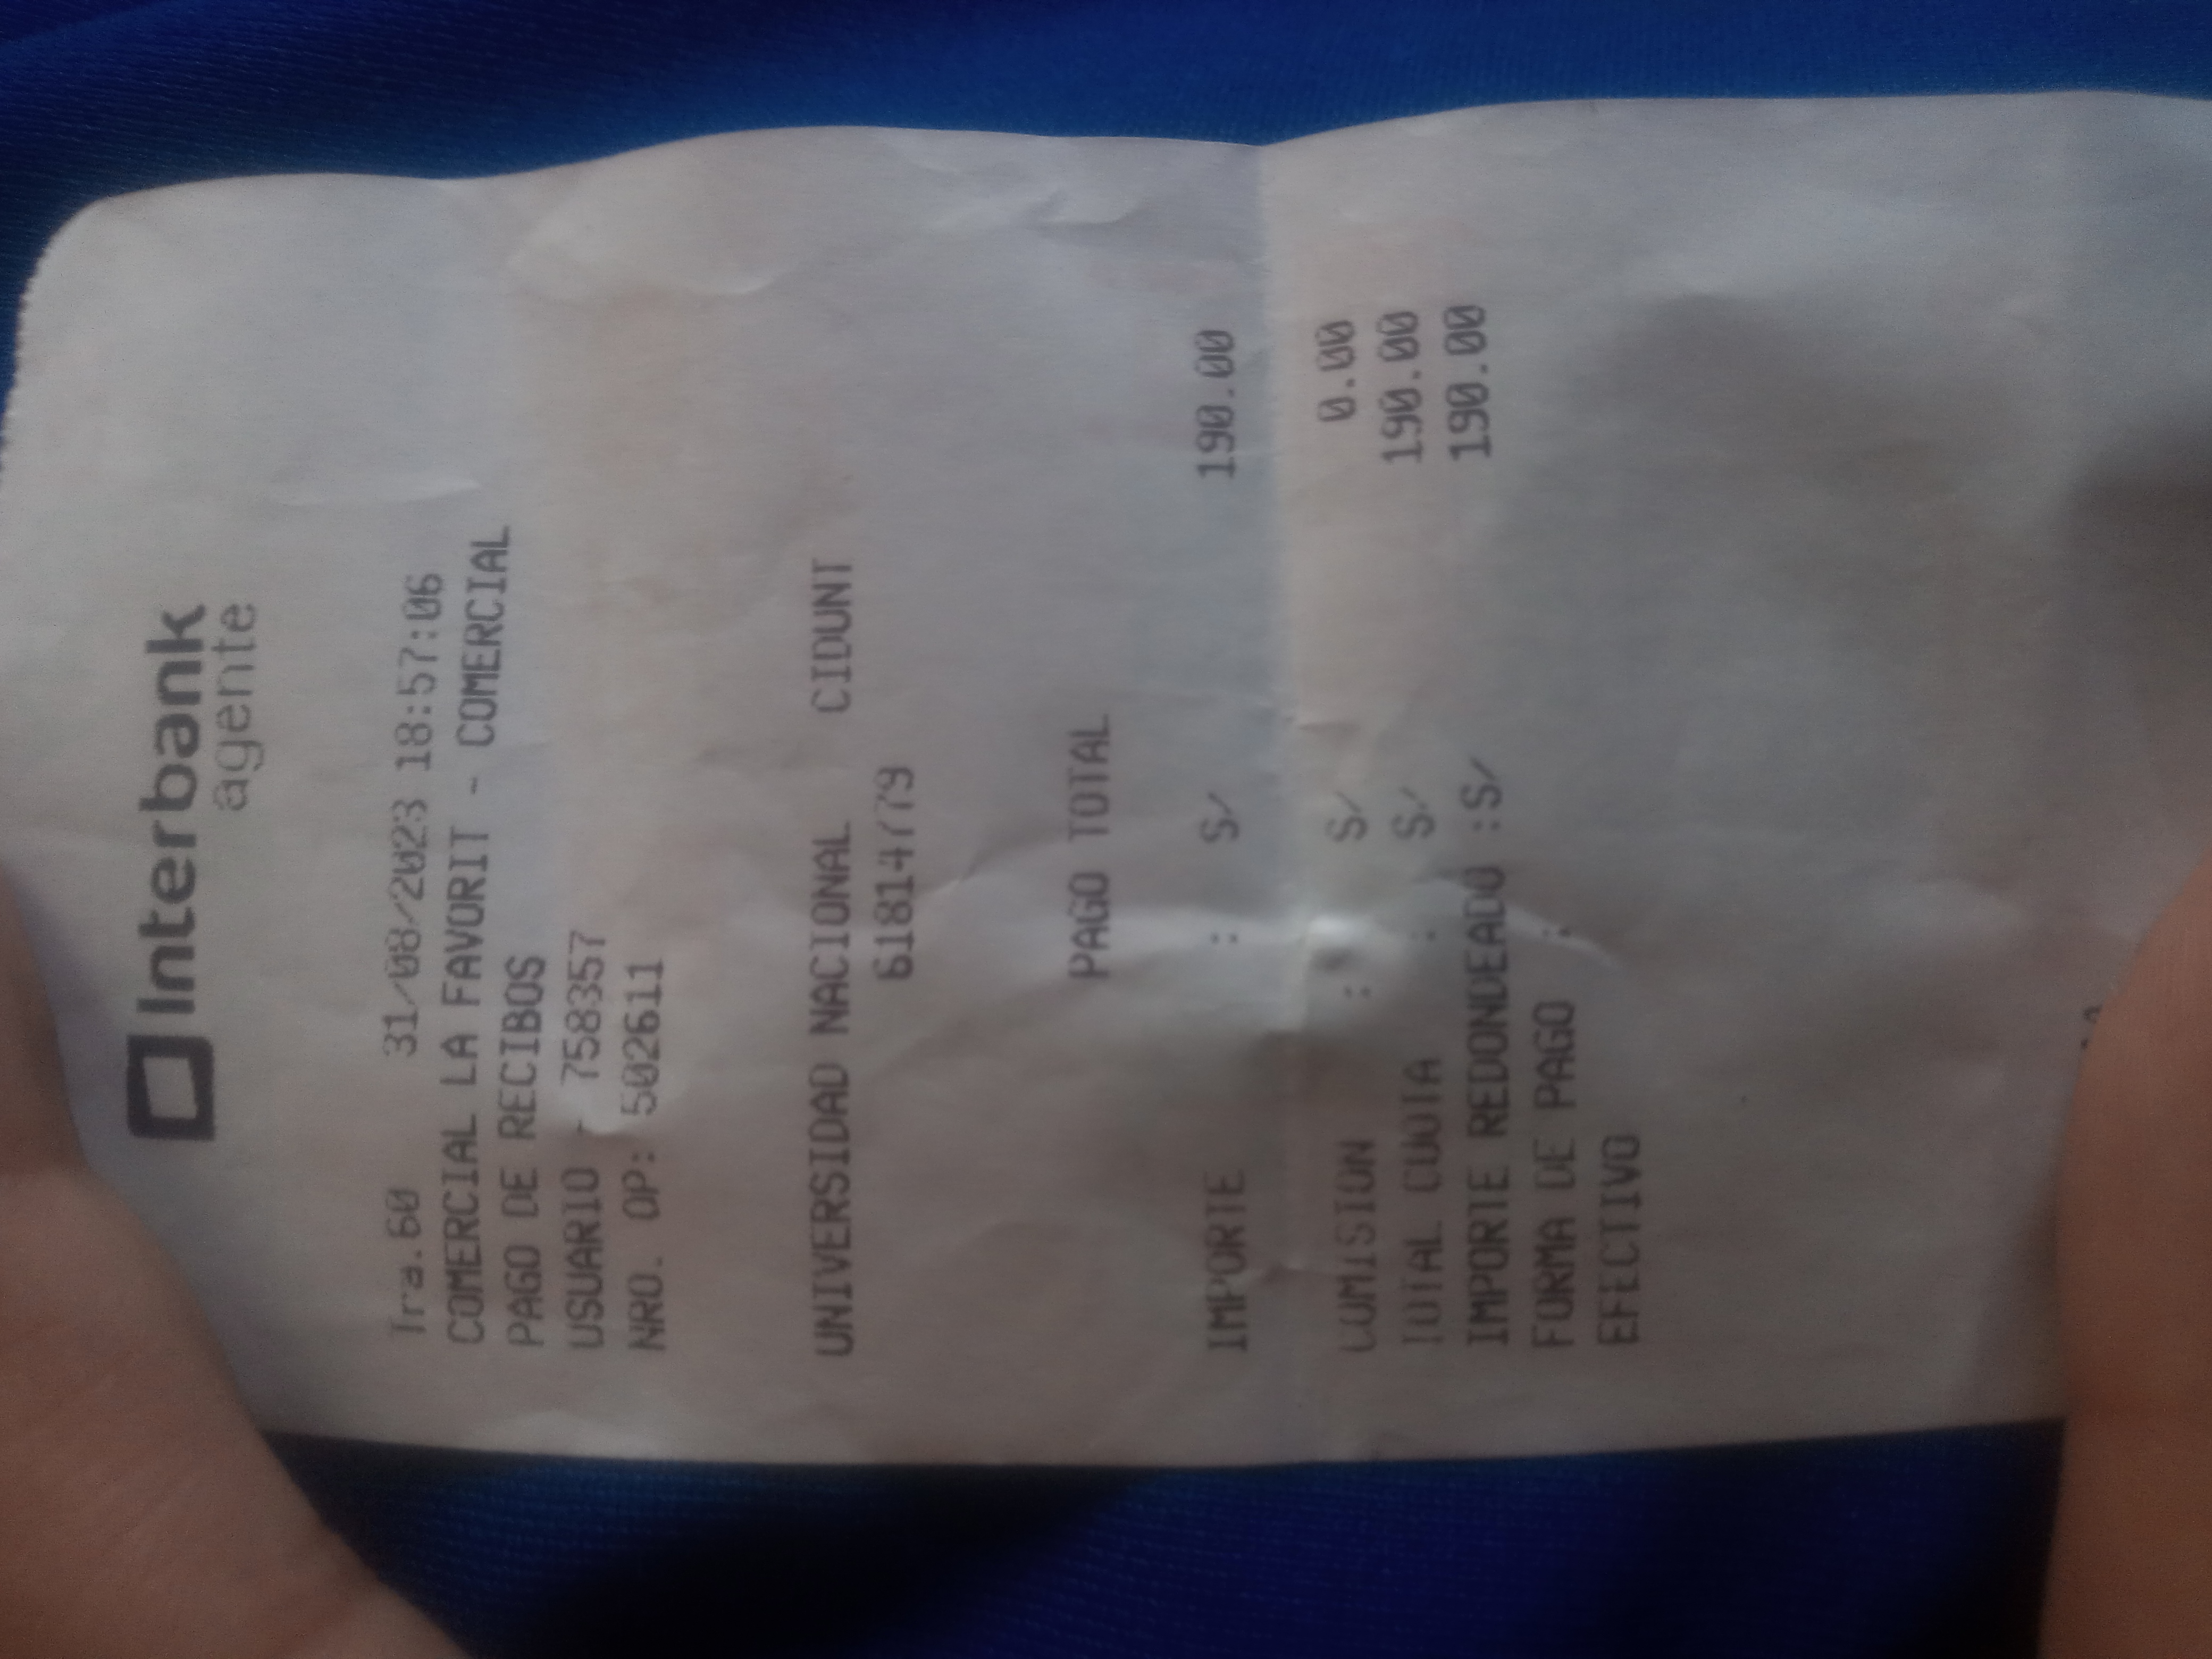 Interbank
agente
Tra.60 31/08/2023 18:57:06
COMERCIAL LA FAVORIT - COMERCIAL
PAGO DE RECIBOS
USUARIO - 7583357
NRO. OP: 502611
UNIVERSIDAD NACIONAL CIDUNT
61814779
PAGO TOTAL
IMPORTE : S/ 190.00
COMISION : S/ 0.00
TOTAL CUOTA : S/ 190.00
IMPORTE REDONDEADO :S/ 190.00
FORMA DE PAGO :
EFECTIVO